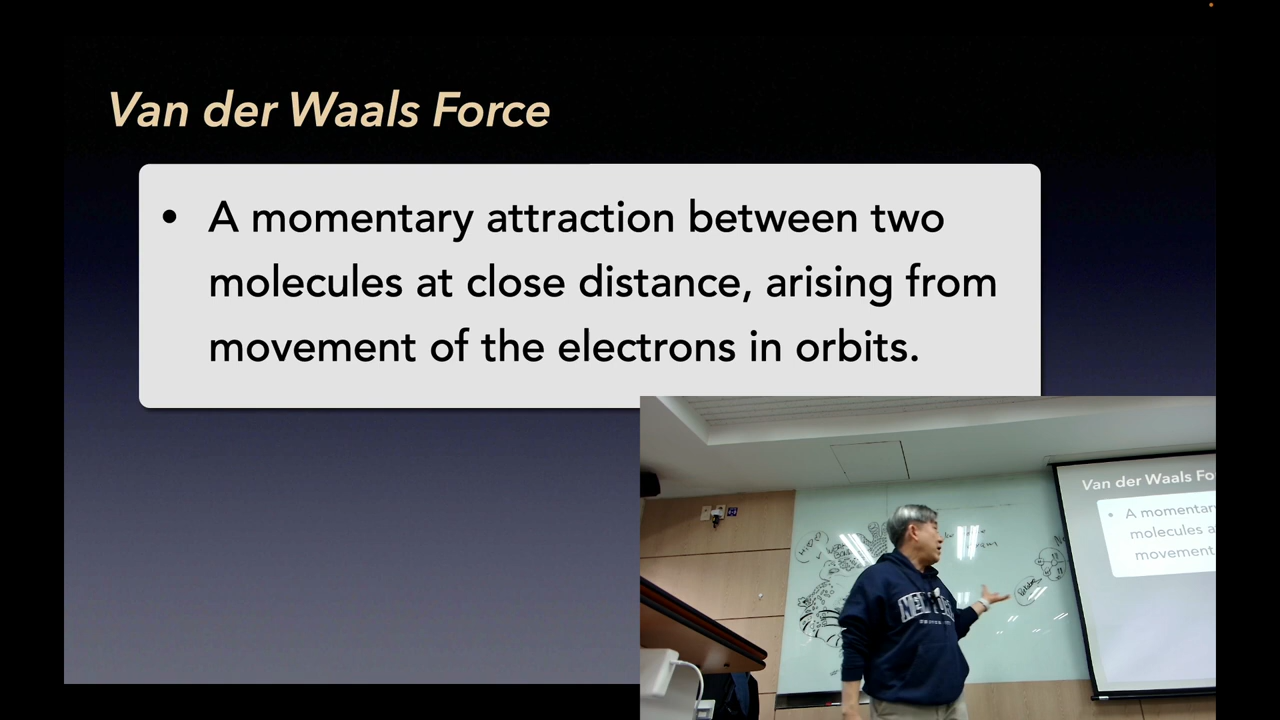 Van der Waals Force
• A momentary attraction between two
molecules at close distance, arising from
movement of the electrons in orbits.
Van der Waals Fo
• A momentar
molecules a
movement